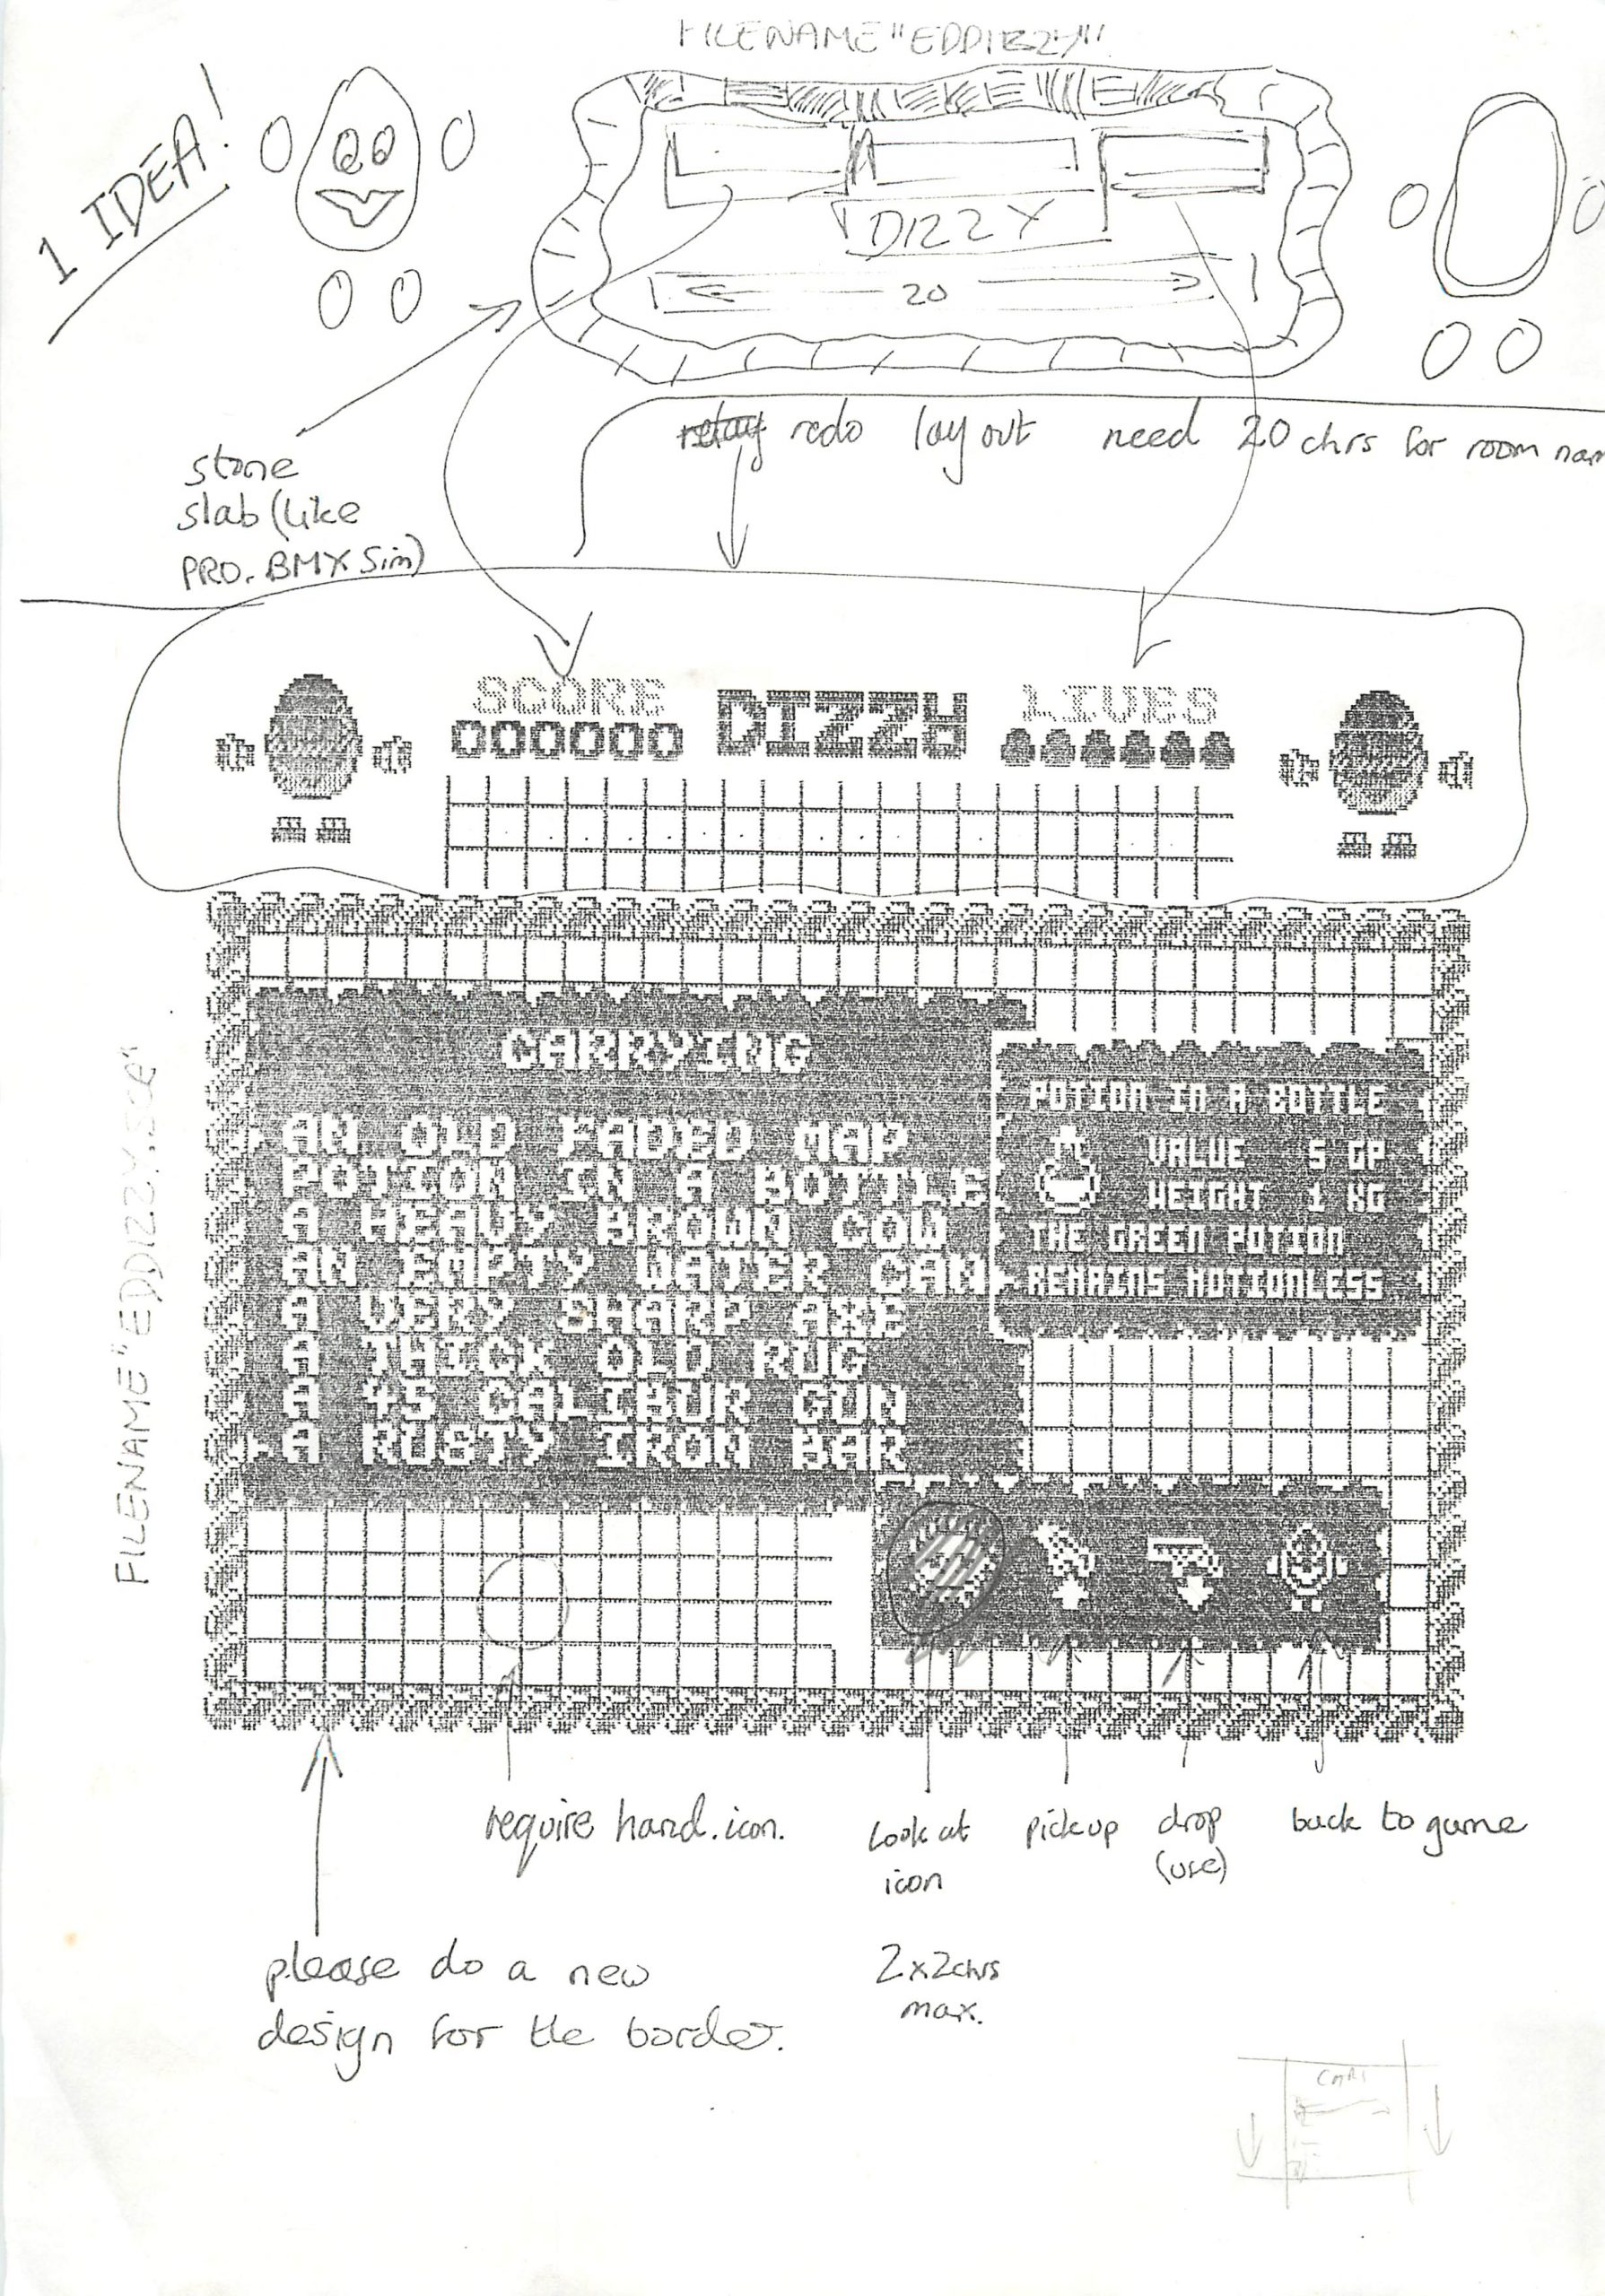 FILENAME "EDDIZZY"
1 IDEA!
DIZZY
20
redo layout need 20 chrs for room nam
stone
slab (like
PRO. BMX Sim)
SCORE DIZZY LIVES
000000
FILENAME "EDDIZZY.SCE"
CARRYING
AN OLD FADED MAP
POTION IN A BOTTLE
A HEAVY BROWN COW
AN EMPTY WATER CAN
A VERY SHARP AXE
A THICK OLD RUG
A 45 CALIBUR GUN
A RUSTY IRON BAR
POTION IN A BOTTLE
VALUE 5 GP
WEIGHT 1 KG
THE GREEN POTION
REMAINS MOTIONLESS
require hand.icon.
Look at
icon
pickup
drop
(use)
back to game
2x2chrs
max.
please do a new
design for the border.